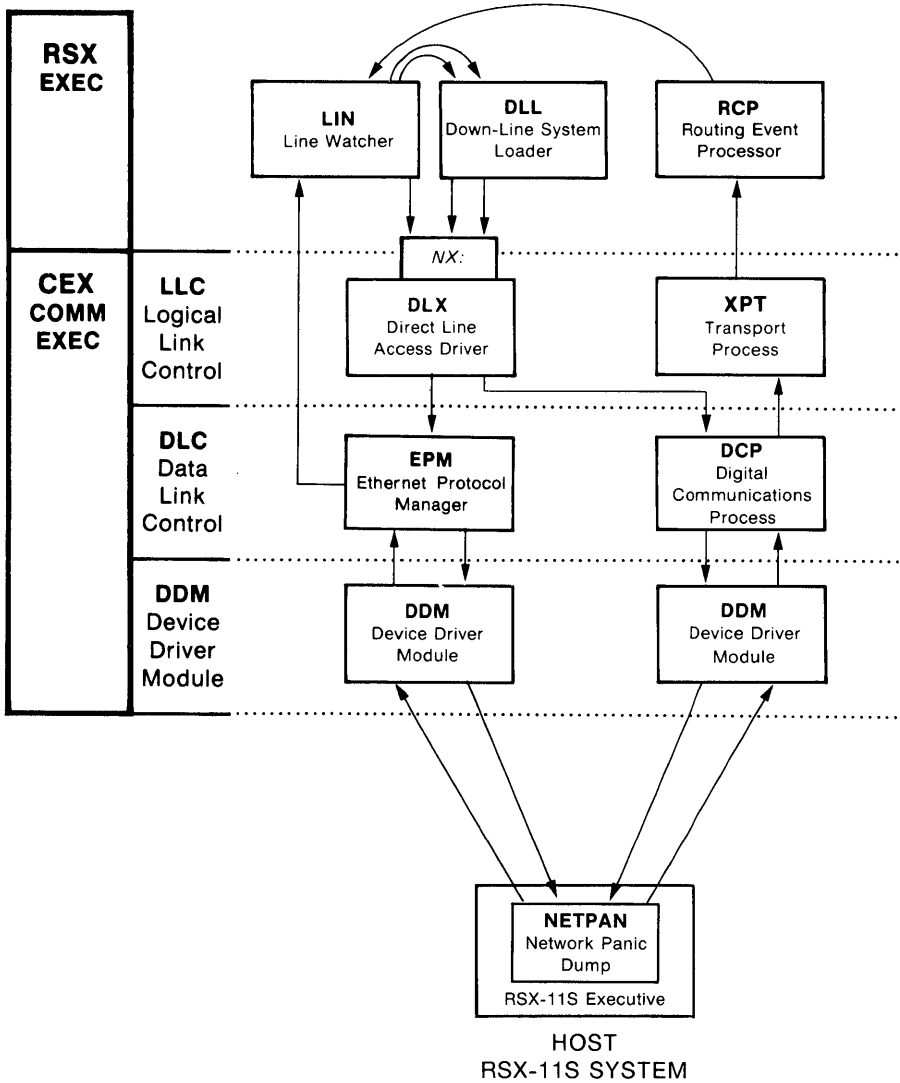 RSX
EXEC
LIN
Line Watcher
DLL
Down-Line System
Loader
RCP
Routing Event
Processor
CEX
COMM
EXEC
LLC
Logical
Link
Control
NX:
DLX
Direct Line
Access Driver
XPT
Transport
Process
DLC
Data
Link
Control
EPM
Ethernet Protocol
Manager
DCP
Digital
Communications
Process
DDM
Device
Driver
Module
DDM
Device Driver
Module
DDM
Device Driver
Module
NETPAN
Network Panic
Dump
RSX-11S Executive
HOST
RSX-11S SYSTEM